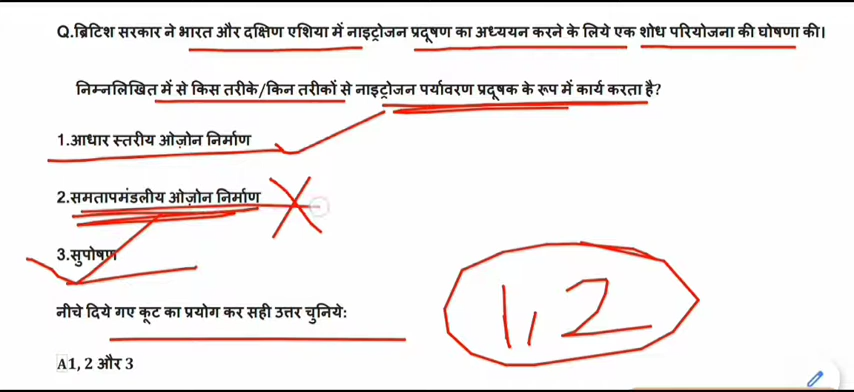 Q.ब्रिटिश सरकार ने भारत और दक्षिण एशिया में नाइट्रोजन प्रदूषण का अध्ययन करने के लिये एक शोध परियोजना की घोषणा की।
निम्नलिखित में से किस तरीके/किन तरीकों से नाइट्रोजन पर्यावरण प्रदूषक के रूप में कार्य करता है?
1.आधार स्तरीय ओज़ोन निर्माण
2.समतापमंडलीय ओज़ोन निर्माण
3.सुपोषण
1,2
नीचे दिये गए कूट का प्रयोग कर सही उत्तर चुनिये:
A1, 2 और 3